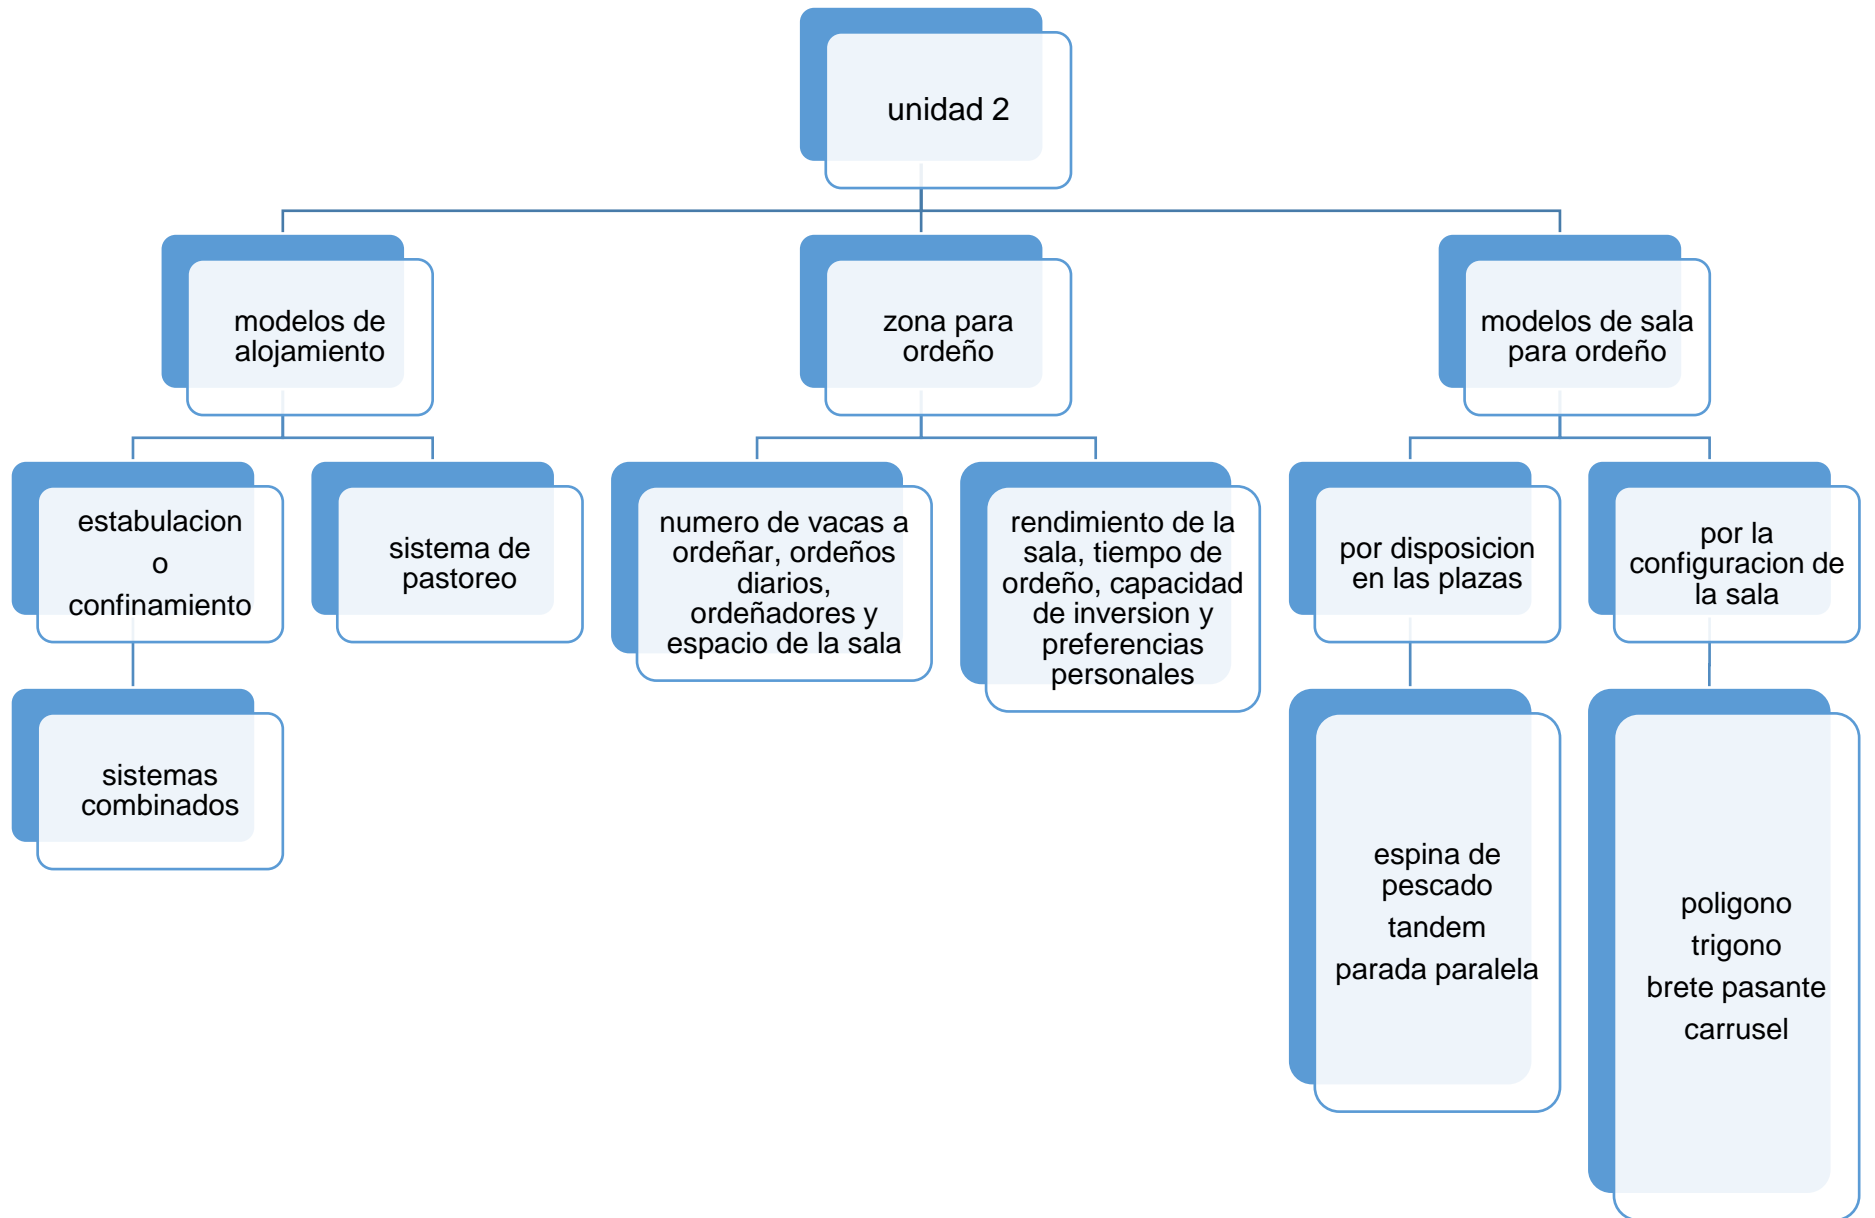 unidad 2
modelos de
alojamiento
zona para
ordeño
modelos de sala
para ordeño
estabulacion
o
confinamiento
sistema de
pastoreo
numero de vacas a
ordeñar, ordeños
diarios,
ordeñadores y
espacio de la sala
rendimiento de la
sala, tiempo de
ordeño, capacidad
de inversion y
preferencias
personales
por disposicion
en las plazas
por la
configuracion de
la sala
sistemas
combinados
espina de
pescado
tandem
parada paralela
poligono
trigono
brete pasante
carrusel